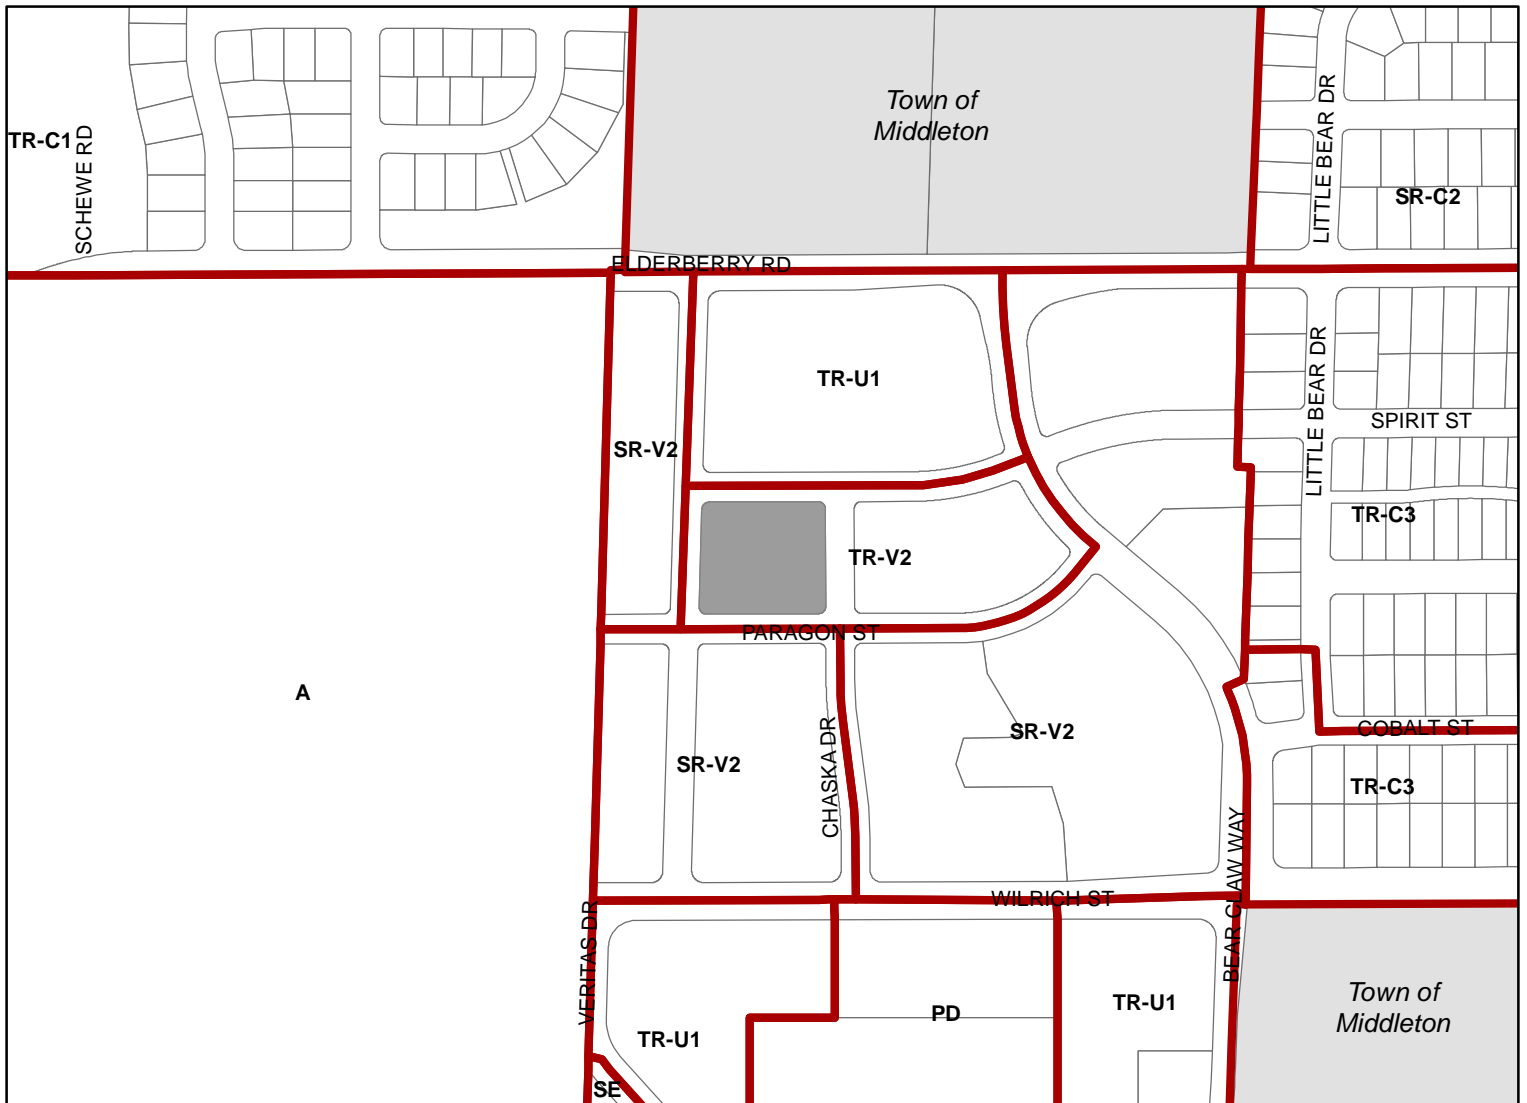 Town of
Middleton
TR-C1
SCHEWE RD
LITTLE BEAR DR
SR-C2
ELDERBERRY RD
TR-U1
SR-V2
LITTLE BEAR DR
SPIRIT ST
TR-C3
TR-V2
PARAGON ST
A
SR-V2
CHASKA DR
SR-V2
COBALT ST
TR-C3
WILRICH ST
BEAR CLAW WAY
VERITAS DR
TR-U1
PD
TR-U1
Town of
Middleton
SE